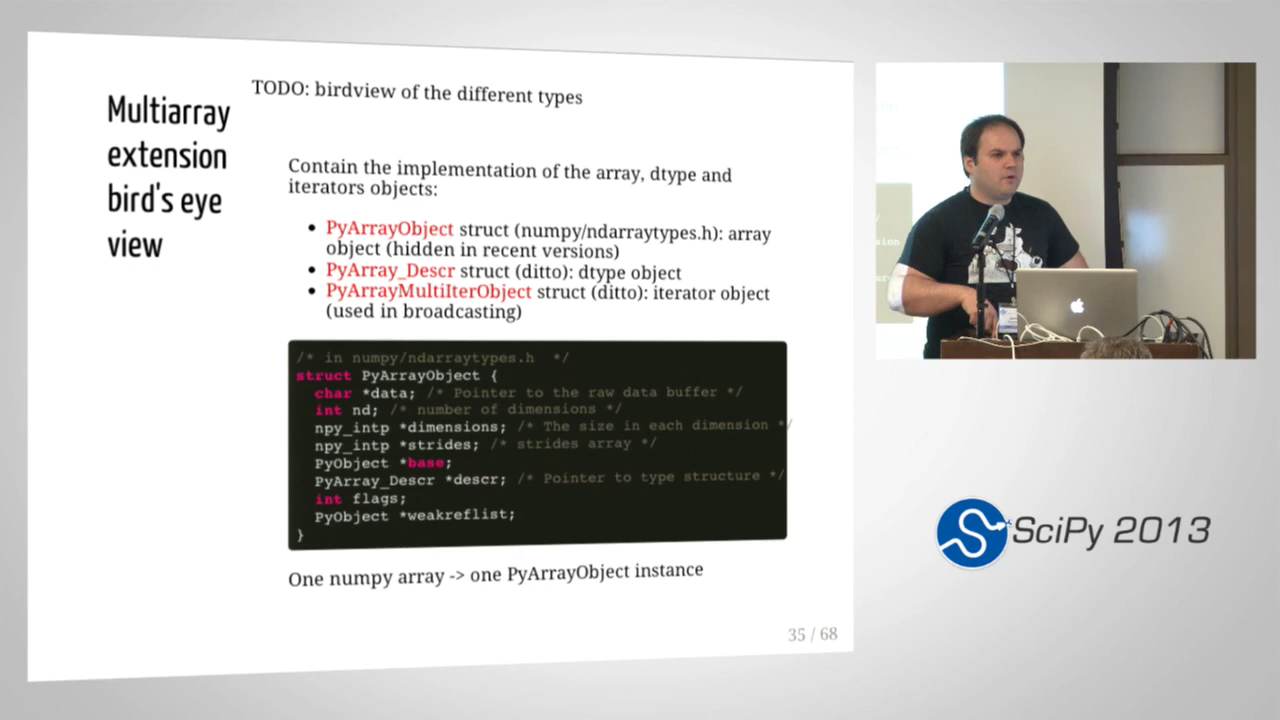 Multiarray
extension
bird's eye
view
TODO: birdview of the different types
Contain the implementation of the array, dtype and
iterators objects:
• PyArrayObject struct (numpy/ndarraytypes.h): array
object (hidden in recent versions)
• PyArray_Descr struct (ditto): dtype object
• PyArrayMultiIterObject struct (ditto): iterator object
(used in broadcasting)
/* in numpy/ndarraytypes.h  */
struct PyArrayObject {
  char *data; /* Pointer to the raw data buffer */
  int nd; /* number of dimensions */
  npy_intp *dimensions; /* The size in each dimension */
  npy_intp *strides; /* strides array */
  PyObject *base;
  PyArray_Descr *descr; /* Pointer to type structure */
  int flags;
  PyObject *weakreflist;
}
One numpy array -> one PyArrayObject instance
35 / 68
SciPy 2013